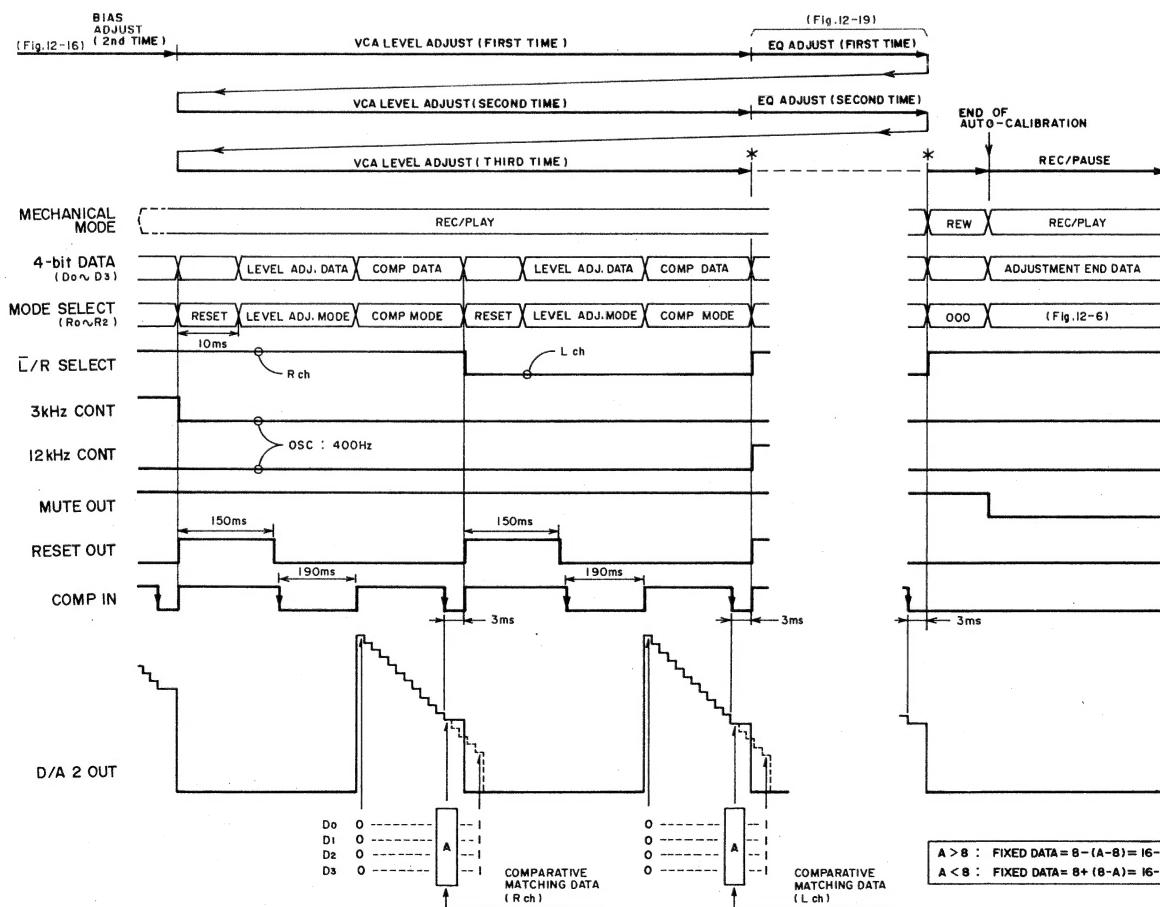 BIAS
ADJUST
(2nd TIME)
(Fig.12-16)
VCA LEVEL ADJUST (FIRST TIME)
(Fig.12-19)
EQ ADJUST (FIRST TIME)
VCA LEVEL ADJUST (SECOND TIME)
EQ ADJUST (SECOND TIME)
END OF
AUTO-CALIBRATION
VCA LEVEL ADJUST (THIRD TIME)
*
*
REC/PAUSE
MECHANICAL
MODE
REC/PLAY
REW
REC/PLAY
4-bit DATA
(D0~D3)
LEVEL ADJ. DATA
COMP DATA
LEVEL ADJ. DATA
COMP DATA
ADJUSTMENT END DATA
MODE SELECT
(R0~R2)
RESET
LEVEL ADJ. MODE
COMP MODE
RESET
LEVEL ADJ. MODE
COMP MODE
000
(Fig.12-6)
10ms
L̅/R SELECT
R ch
L ch
3kHz CONT
OSC : 400Hz
12kHz CONT
MUTE OUT
150ms
150ms
RESET OUT
190ms
190ms
COMP IN
3ms
3ms
3ms
D/A 2 OUT
D0 0 1 0 1
D1 0 1 0 1
D2 0 1 0 1
D3 0 1 0 1
A
A
COMPARATIVE
MATCHING DATA
(R ch)
COMPARATIVE
MATCHING DATA
(L ch)
A > 8 : FIXED DATA = 8-(A-8) = 16-
A < 8 : FIXED DATA = 8+(8-A) = 16-